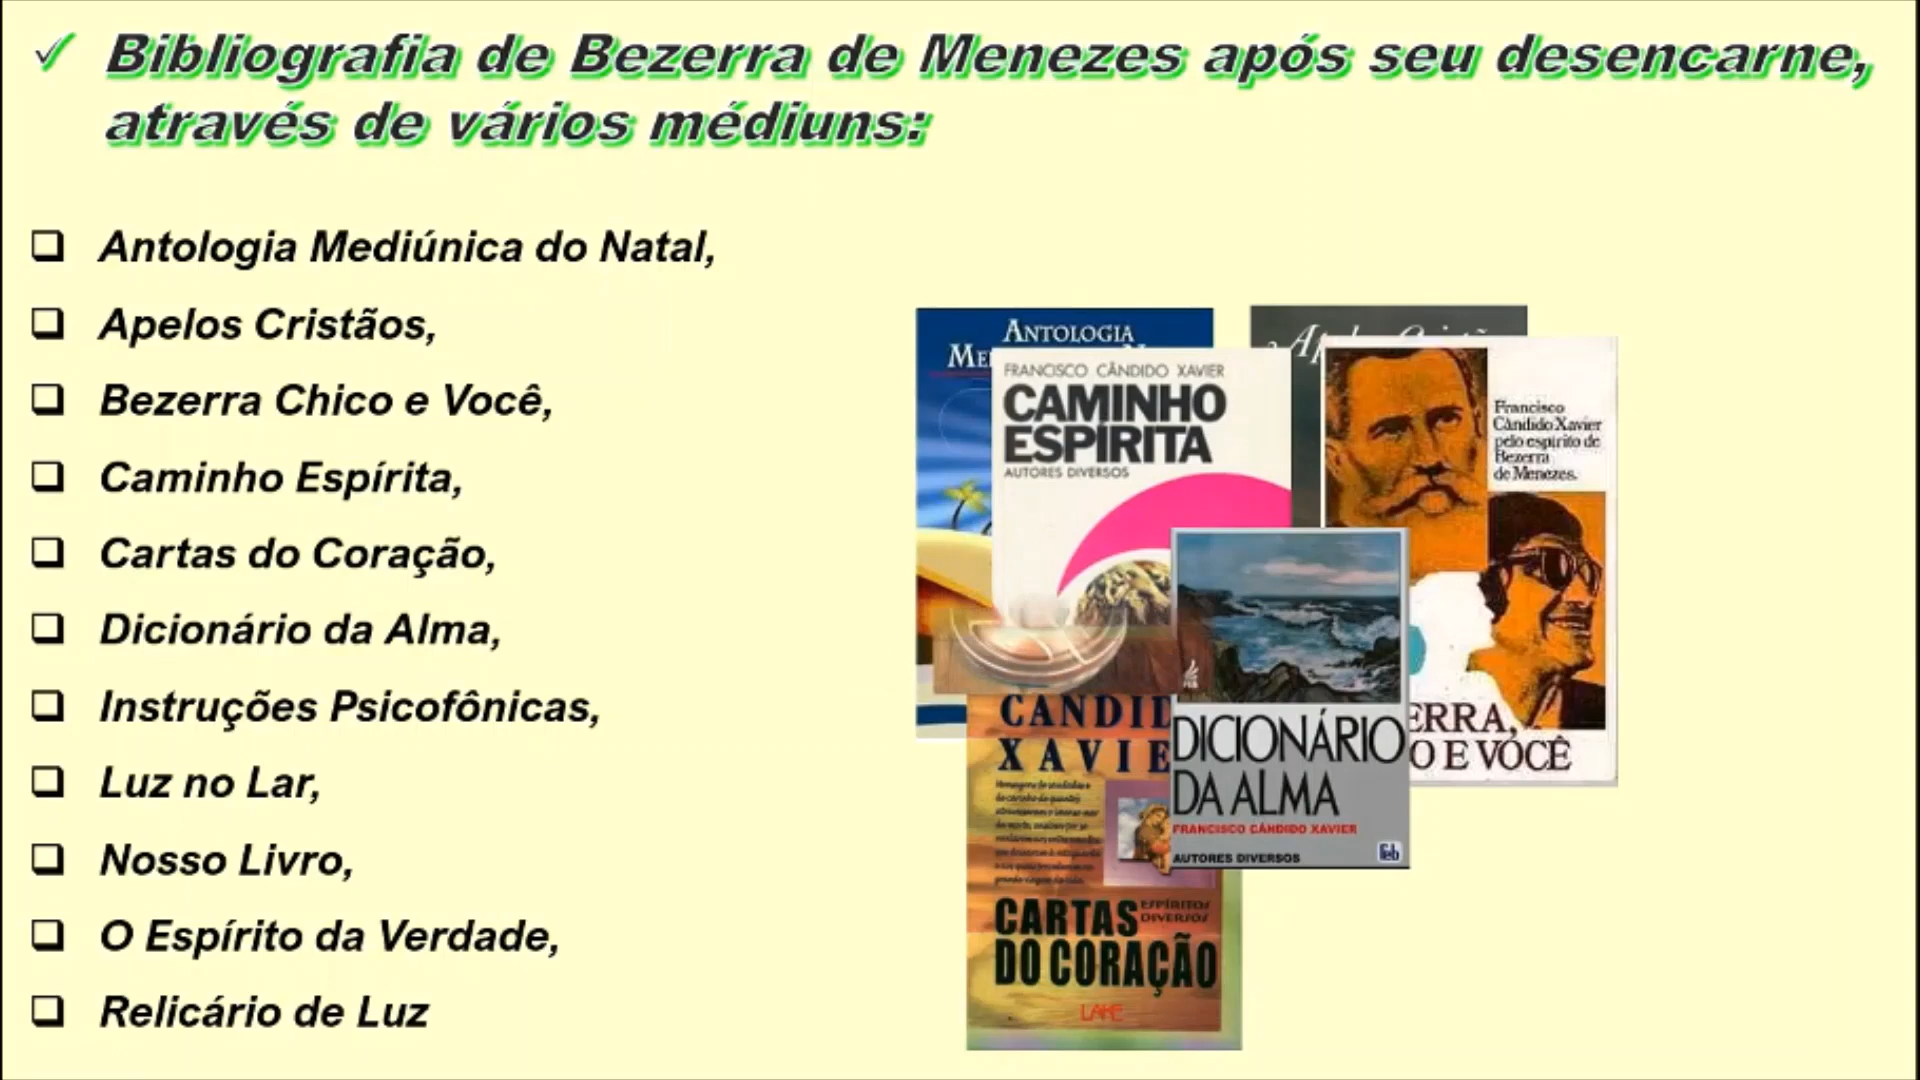 Bibliografia de Bezerra de Menezes após seu desencarne,
através de vários médiuns:
Antologia Mediúnica do Natal,
Apelos Cristãos,
Bezerra Chico e Você,
Caminho Espírita,
Cartas do Coração,
Dicionário da Alma,
Instruções Psicofônicas,
Luz no Lar,
Nosso Livro,
O Espírito da Verdade,
Relicário de Luz
ANTOLOGIA
FRANCISCO CÂNDIDO XAVIER
CAMINHO
ESPÍRITA
AUTORES DIVERSOS
Francisco
Cândido Xavier
pelo espírito de
Bezerra
de Menezes.
ERRA,
O E VOCÊ
CANDID
XAVIE
DICIONÁRIO
DA ALMA
FRANCISCO CÂNDIDO XAVIER
AUTORES DIVERSOS
feb
CARTAS
ESPÍRITOS
DIVERSOS
DO CORAÇÃO
LAKE